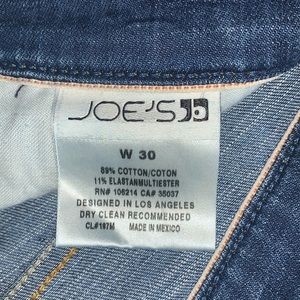 JOE'S
W 30
89% COTTON/COTON
11% ELASTANMULTIESTER
RN# 106214 CA# 35037
DESIGNED IN LOS ANGELES
DRY CLEAN RECOMMENDED
CL#187M MADE IN MEXICO